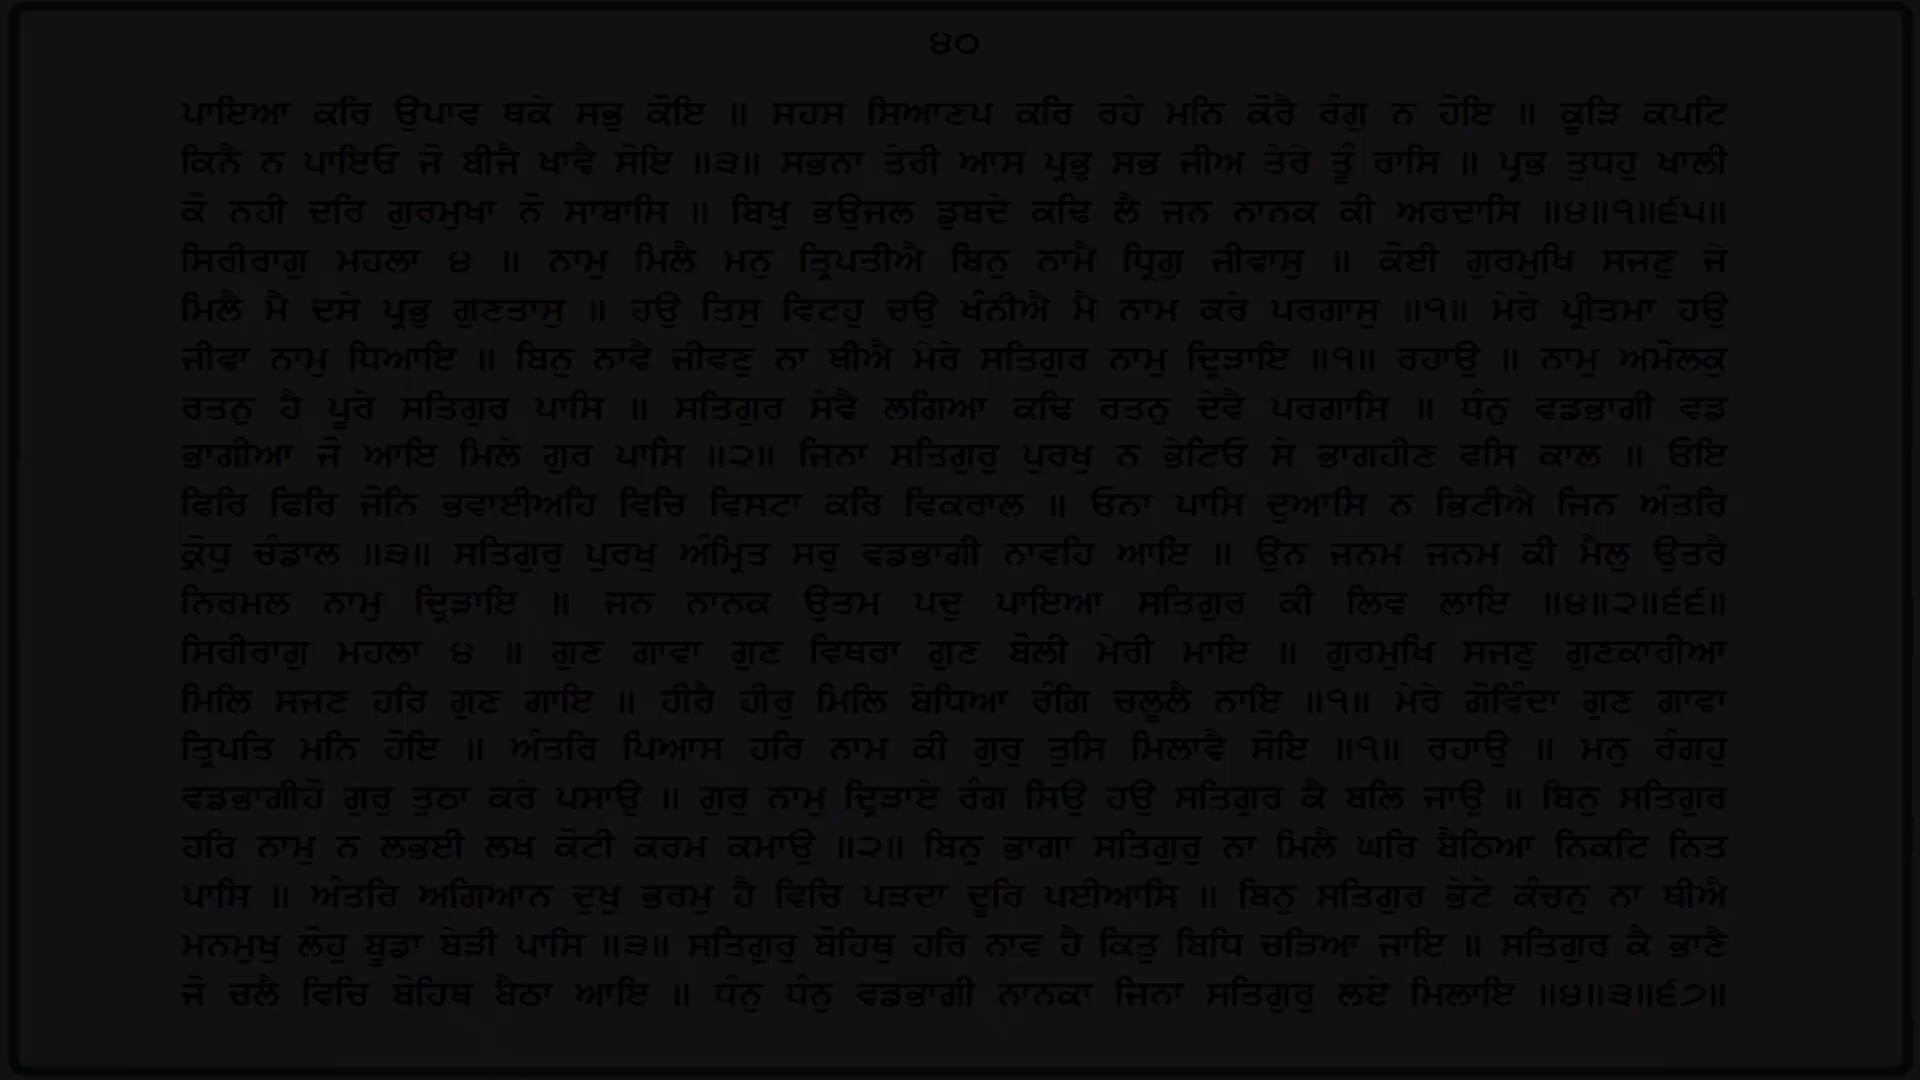 ੪੦
ਪਾਇਆ ਕਰਿ ਉਪਾਵ ਥਕੇ ਸਭੁ ਕੋਇ ॥ ਸਹਸ ਸਿਆਣਪ ਕਰਿ ਰਹੇ ਮਨਿ ਕੋਰੈ ਰੰਗੁ ਨ ਹੋਇ ॥ ਕੂੜਿ ਕਪਟਿ
ਕਿਨੈ ਨ ਪਾਇਓ ਜੋ ਬੀਜੈ ਖਾਵੈ ਸੋਇ ॥੩॥ ਸਭਨਾ ਤੇਰੀ ਆਸ ਪ੍ਰਭੁ ਸਭ ਜੀਅ ਤੇਰੇ ਤੂੰ ਰਾਸਿ ॥ ਪ੍ਰਭ ਤੁਧਹੁ ਖਾਲੀ
ਕੋ ਨਹੀ ਦਰਿ ਗੁਰਮੁਖਾ ਨੋ ਸਾਬਾਸਿ ॥ ਬਿਖੁ ਭਉਜਲ ਡੁਬਦੇ ਕਢਿ ਲੈ ਜਨ ਨਾਨਕ ਕੀ ਅਰਦਾਸਿ ॥੪॥੧॥੬੫॥
ਸਿਰੀਰਾਗੁ ਮਹਲਾ ੪ ॥ ਨਾਮੁ ਮਿਲੈ ਮਨੁ ਤ੍ਰਿਪਤੀਐ ਬਿਨੁ ਨਾਮੈ ਧ੍ਰਿਗੁ ਜੀਵਾਸੁ ॥ ਕੋਈ ਗੁਰਮੁਖਿ ਸਜਣੁ ਜੇ
ਮਿਲੈ ਮੈ ਦਸੇ ਪ੍ਰਭੁ ਗੁਣਤਾਸੁ ॥ ਹਉ ਤਿਸੁ ਵਿਟਹੁ ਚਉ ਖੰਨੀਐ ਮੈ ਨਾਮ ਕਰੇ ਪਰਗਾਸੁ ॥੧॥ ਮੇਰੇ ਪ੍ਰੀਤਮਾ ਹਉ
ਜੀਵਾ ਨਾਮੁ ਧਿਆਇ ॥ ਬਿਨੁ ਨਾਵੈ ਜੀਵਣੁ ਨਾ ਥੀਐ ਮੇਰੇ ਸਤਿਗੁਰ ਨਾਮੁ ਦ੍ਰਿੜਾਇ ॥੧॥ ਰਹਾਉ ॥ ਨਾਮੁ ਅਮੋਲਕੁ
ਰਤਨੁ ਹੈ ਪੂਰੇ ਸਤਿਗੁਰ ਪਾਸਿ ॥ ਸਤਿਗੁਰ ਸੇਵੈ ਲਗਿਆ ਕਢਿ ਰਤਨੁ ਦੇਵੈ ਪਰਗਾਸਿ ॥ ਧੰਨੁ ਵਡਭਾਗੀ ਵਡ
ਭਾਗੀਆ ਜੋ ਆਇ ਮਿਲੇ ਗੁਰ ਪਾਸਿ ॥੨॥ ਜਿਨਾ ਸਤਿਗੁਰੁ ਪੁਰਖੁ ਨ ਭੇਟਿਓ ਸੇ ਭਾਗਹੀਣ ਵਸਿ ਕਾਲ ॥ ਓਇ
ਫਿਰਿ ਫਿਰਿ ਜੋਨਿ ਭਵਾਈਅਹਿ ਵਿਚਿ ਵਿਸਟਾ ਕਰਿ ਵਿਕਰਾਲ ॥ ਓਨਾ ਪਾਸਿ ਦੁਆਸਿ ਨ ਭਿਟੀਐ ਜਿਨ ਅੰਤਰਿ
ਕ੍ਰੋਧੁ ਚੰਡਾਲ ॥੩॥ ਸਤਿਗੁਰੁ ਪੁਰਖੁ ਅੰਮ੍ਰਿਤ ਸਰੁ ਵਡਭਾਗੀ ਨਾਵਹਿ ਆਇ ॥ ਉਨ ਜਨਮ ਜਨਮ ਕੀ ਮੈਲੁ ਉਤਰੈ
ਨਿਰਮਲ ਨਾਮੁ ਦ੍ਰਿੜਾਇ ॥ ਜਨ ਨਾਨਕ ਉਤਮ ਪਦੁ ਪਾਇਆ ਸਤਿਗੁਰ ਕੀ ਲਿਵ ਲਾਇ ॥੪॥੨॥੬੬॥
ਸਿਰੀਰਾਗੁ ਮਹਲਾ ੪ ॥ ਗੁਣ ਗਾਵਾ ਗੁਣ ਵਿਥਰਾ ਗੁਣ ਬੋਲੀ ਮੇਰੀ ਮਾਇ ॥ ਗੁਰਮੁਖਿ ਸਜਣੁ ਗੁਣਕਾਰੀਆ
ਮਿਲਿ ਸਜਣ ਹਰਿ ਗੁਣ ਗਾਇ ॥ ਹੀਰੈ ਹੀਰੁ ਮਿਲਿ ਬੇਧਿਆ ਰੰਗਿ ਚਲੂਲੈ ਨਾਇ ॥੧॥ ਮੇਰੇ ਗੋਵਿੰਦਾ ਗੁਣ ਗਾਵਾ
ਤ੍ਰਿਪਤਿ ਮਨਿ ਹੋਇ ॥ ਅੰਤਰਿ ਪਿਆਸ ਹਰਿ ਨਾਮ ਕੀ ਗੁਰੁ ਤੁਸਿ ਮਿਲਾਵੈ ਸੋਇ ॥੧॥ ਰਹਾਉ ॥ ਮਨੁ ਰੰਗਹੁ
ਵਡਭਾਗੀਹੋ ਗੁਰੁ ਤੁਠਾ ਕਰੇ ਪਸਾਉ ॥ ਗੁਰੁ ਨਾਮੁ ਦ੍ਰਿੜਾਏ ਰੰਗ ਸਿਉ ਹਉ ਸਤਿਗੁਰ ਕੈ ਬਲਿ ਜਾਉ ॥ ਬਿਨੁ ਸਤਿਗੁਰ
ਹਰਿ ਨਾਮੁ ਨ ਲਭਈ ਲਖ ਕੋਟੀ ਕਰਮ ਕਮਾਉ ॥੨॥ ਬਿਨੁ ਭਾਗਾ ਸਤਿਗੁਰੁ ਨਾ ਮਿਲੈ ਘਰਿ ਬੈਠਿਆ ਨਿਕਟਿ ਨਿਤ
ਪਾਸਿ ॥ ਅੰਤਰਿ ਅਗਿਆਨ ਦੁਖੁ ਭਰਮੁ ਹੈ ਵਿਚਿ ਪੜਦਾ ਦੂਰਿ ਪਈਆਸਿ ॥ ਬਿਨੁ ਸਤਿਗੁਰ ਭੇਟੇ ਕੰਚਨੁ ਨਾ ਥੀਐ
ਮਨਮੁਖੁ ਲੋਹੁ ਬੂਡਾ ਬੇੜੀ ਪਾਸਿ ॥੩॥ ਸਤਿਗੁਰੁ ਬੋਹਿਥੁ ਹਰਿ ਨਾਵ ਹੈ ਕਿਤੁ ਬਿਧਿ ਚੜਿਆ ਜਾਇ ॥ ਸਤਿਗੁਰ ਕੈ ਭਾਣੈ
ਜੋ ਚਲੈ ਵਿਚਿ ਬੋਹਿਥ ਬੈਠਾ ਆਇ ॥ ਧੰਨੁ ਧੰਨੁ ਵਡਭਾਗੀ ਨਾਨਕਾ ਜਿਨਾ ਸਤਿਗੁਰੁ ਲਏ ਮਿਲਾਇ ॥੪॥੩॥੬੭॥